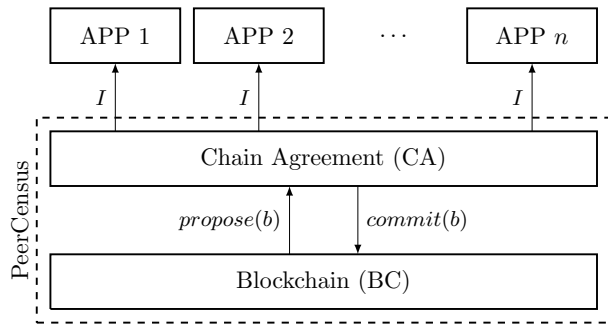 APP 1 APP 2 ... APP n
I I I
Chain Agreement (CA)
propose(b) commit(b)
Blockchain (BC)
PeerCensus